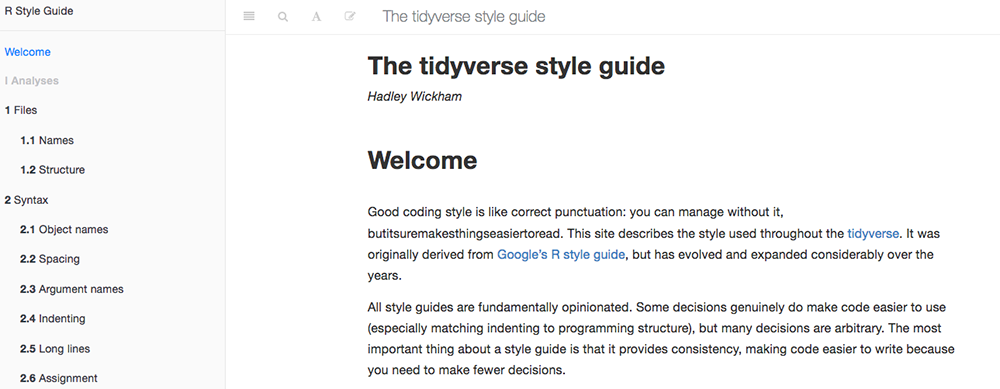 R Style Guide
Welcome
I Analyses
1 Files
1.1 Names
1.2 Structure
2 Syntax
2.1 Object names
2.2 Spacing
2.3 Argument names
2.4 Indenting
2.5 Long lines
2.6 Assignment
A
The tidyverse style guide
The tidyverse style guide
Hadley Wickham
Welcome
Good coding style is like correct punctuation: you can manage without it,
butitsuremakesthingseasiertoread. This site describes the style used throughout the tidyverse. It was
originally derived from Google's R style guide, but has evolved and expanded considerably over the
years.
All style guides are fundamentally opinionated. Some decisions genuinely do make code easier to use
(especially matching indenting to programming structure), but many decisions are arbitrary. The most
important thing about a style guide is that it provides consistency, making code easier to write because
you need to make fewer decisions.